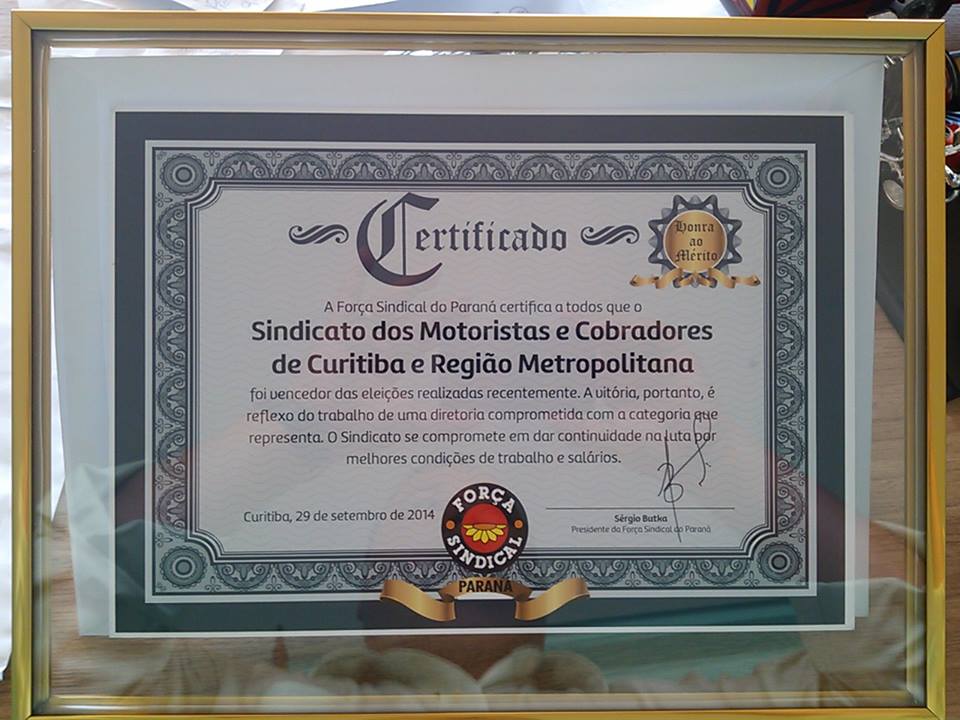 Certificado
Honra
ao
Mérito
A Força Sindical do Paraná certifica a todos que o
Sindicato dos Motoristas e Cobradores
de Curitiba e Região Metropolitana
foi vencedor das eleições realizadas recentemente. A vitória, portanto, é
reflexo do trabalho de uma diretoria comprometida com a categoria que
representa. O Sindicato se compromete em dar continuidade na luta por
melhores condições de trabalho e salários.
Curitiba, 29 de setembro de 2014
FORÇA
SINDICAL
PARANÁ
Sérgio Butka
Presidente da Força Sindical do Paraná